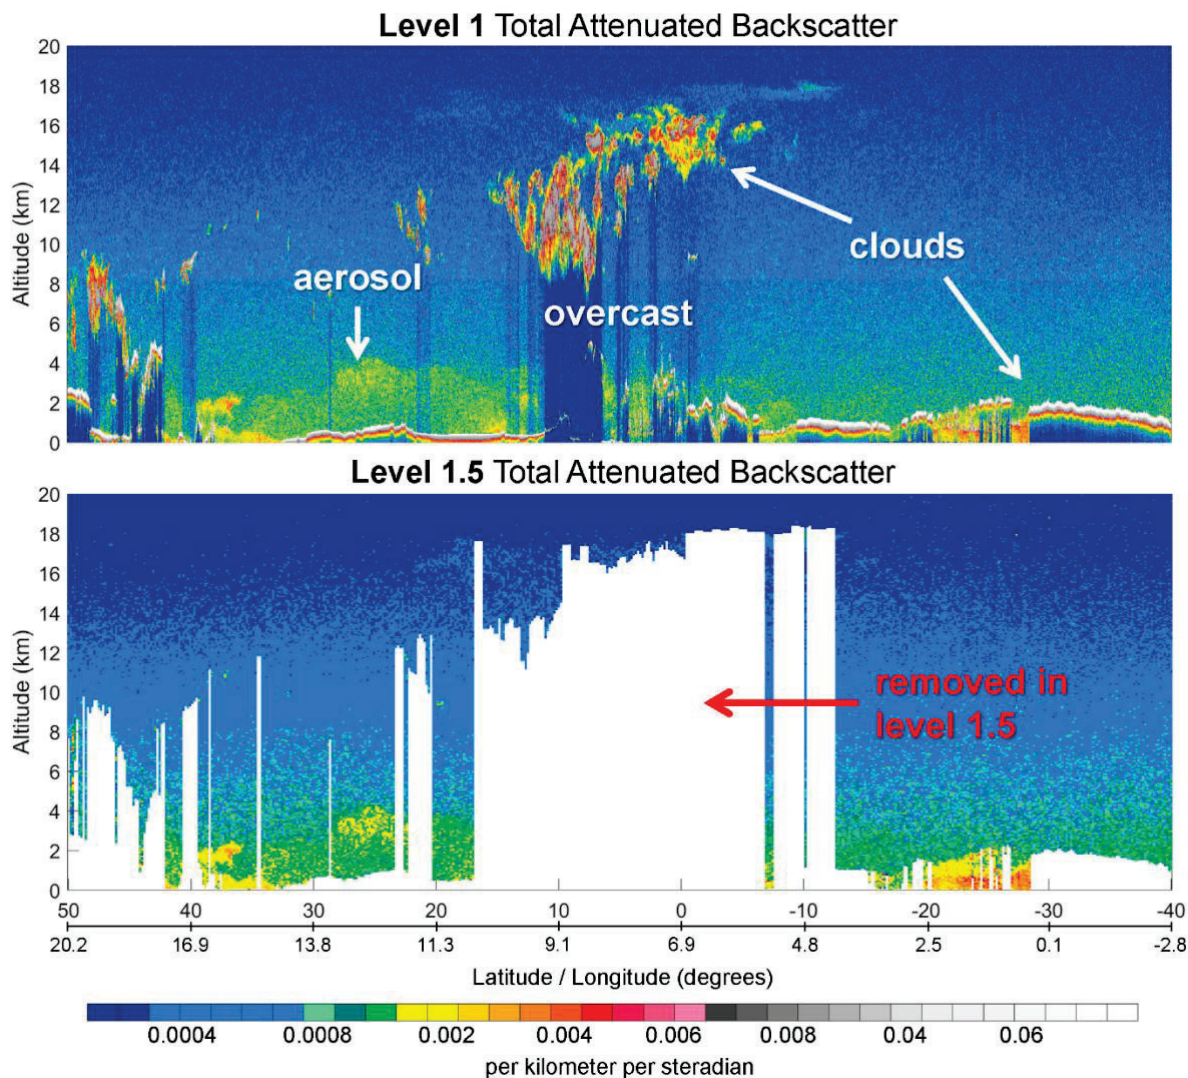 Level 1 Total Attenuated Backscatter
20
18
16
14
12
10
8
6
4
2
0
Altitude (km)
aerosol
overcast
clouds
Level 1.5 Total Attenuated Backscatter
20
18
16
14
12
10
8
6
4
2
0
Altitude (km)
removed in
level 1.5
50 40 30 20 10 0 -10 -20 -30 -40
20.2 16.9 13.8 11.3 9.1 6.9 4.8 2.5 0.1 -2.8
Latitude / Longitude (degrees)
0.0004 0.0008 0.002 0.004 0.006 0.008 0.04 0.06
per kilometer per steradian